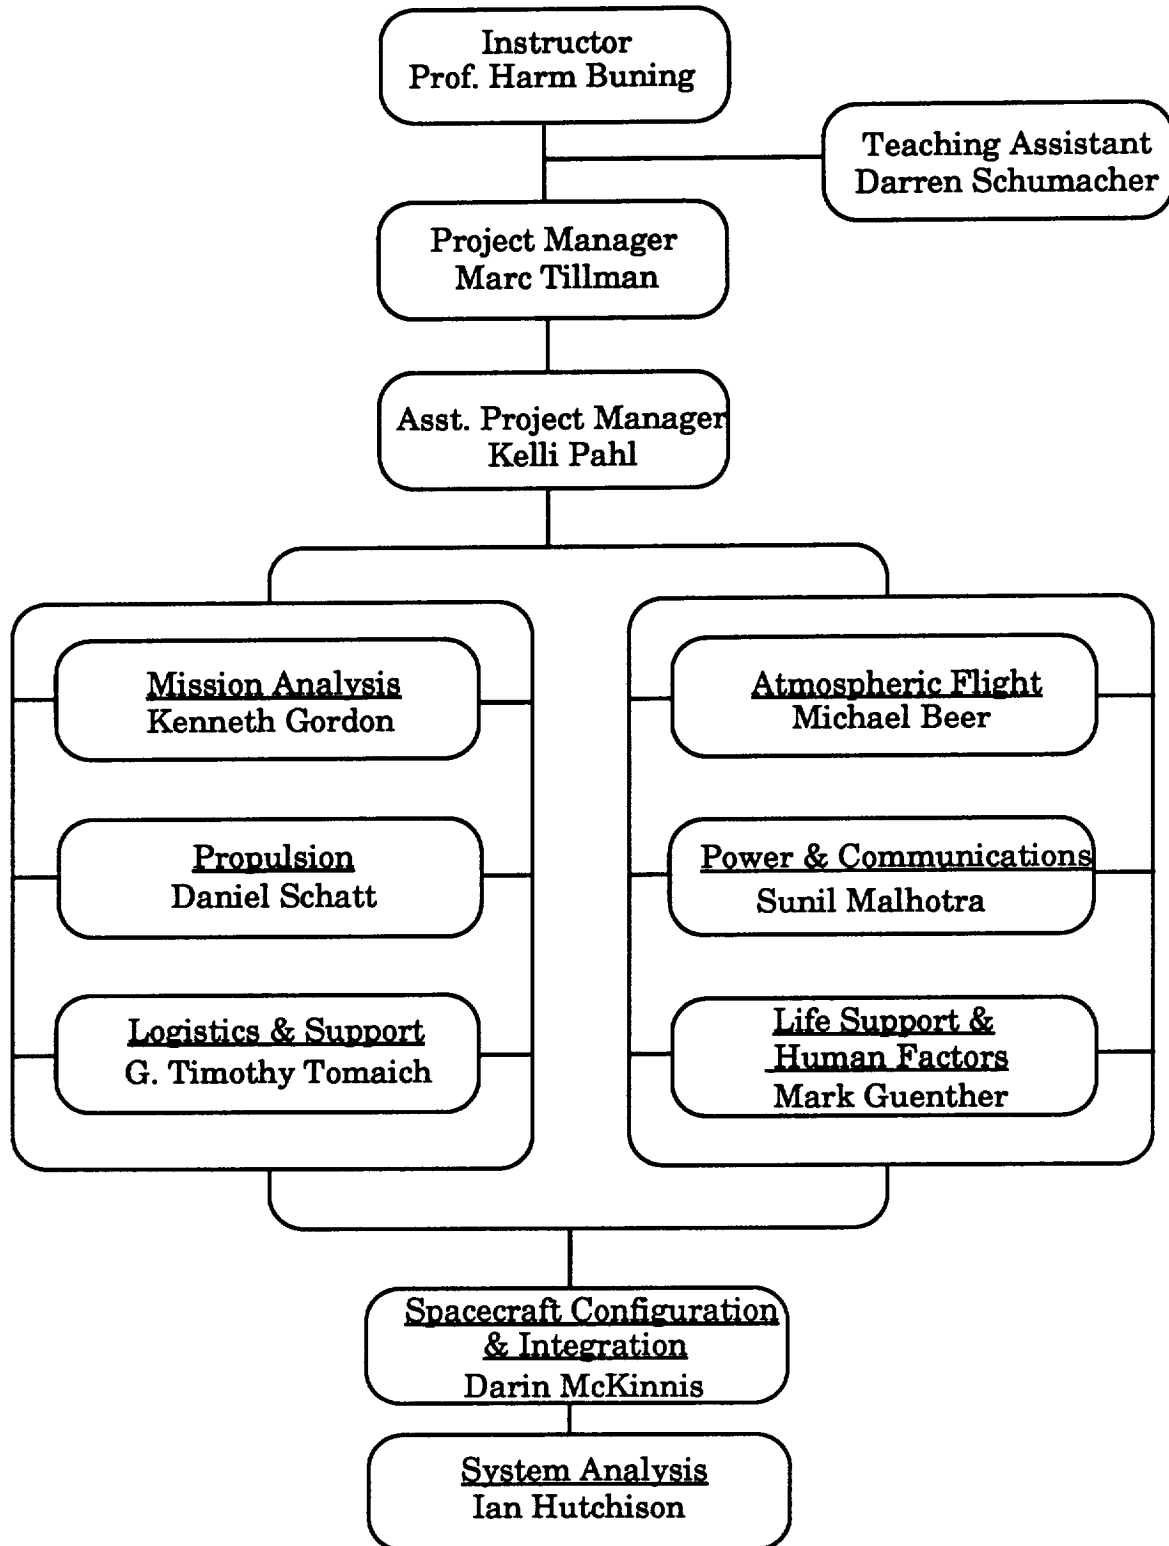 Instructor
Prof. Harm Buning
Teaching Assistant
Darren Schumacher
Project Manager
Marc Tillman
Asst. Project Manager
Kelli Pahl
Mission Analysis
Kenneth Gordon
Propulsion
Daniel Schatt
Logistics & Support
G. Timothy Tomaich
Atmospheric Flight
Michael Beer
Power & Communications
Sunil Malhotra
Life Support &
Human Factors
Mark Guenther
Spacecraft Configuration
& Integration
Darin McKinnis
System Analysis
Ian Hutchison